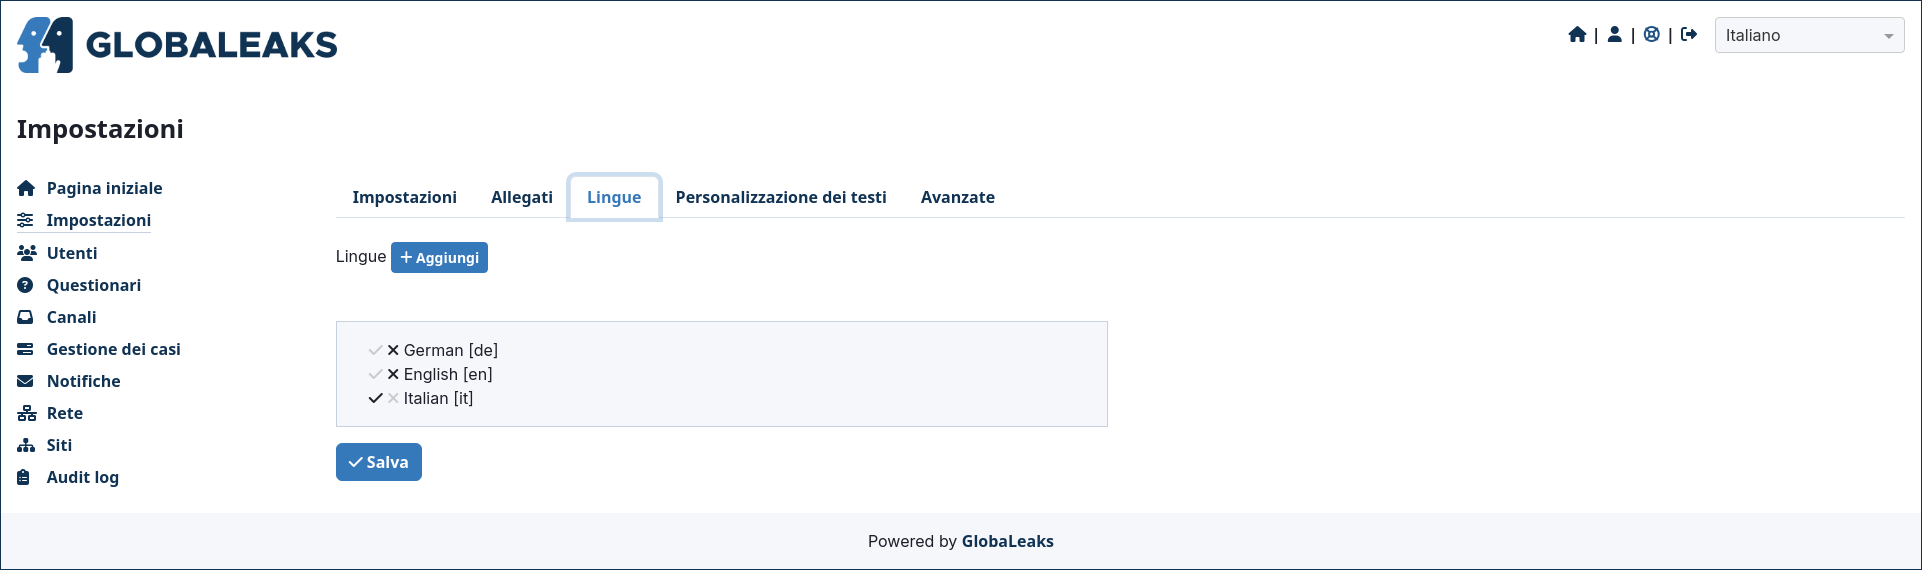 GLOBALEAKS
| | |
Italiano
Impostazioni
Pagina iniziale
Impostazioni
Utenti
Questionari
Canali
Gestione dei casi
Notifiche
Rete
Siti
Audit log
Impostazioni Allegati Lingue Personalizzazione dei testi Avanzate
Lingue + Aggiungi
German [de]
English [en]
Italian [it]
Salva
Powered by GlobaLeaks